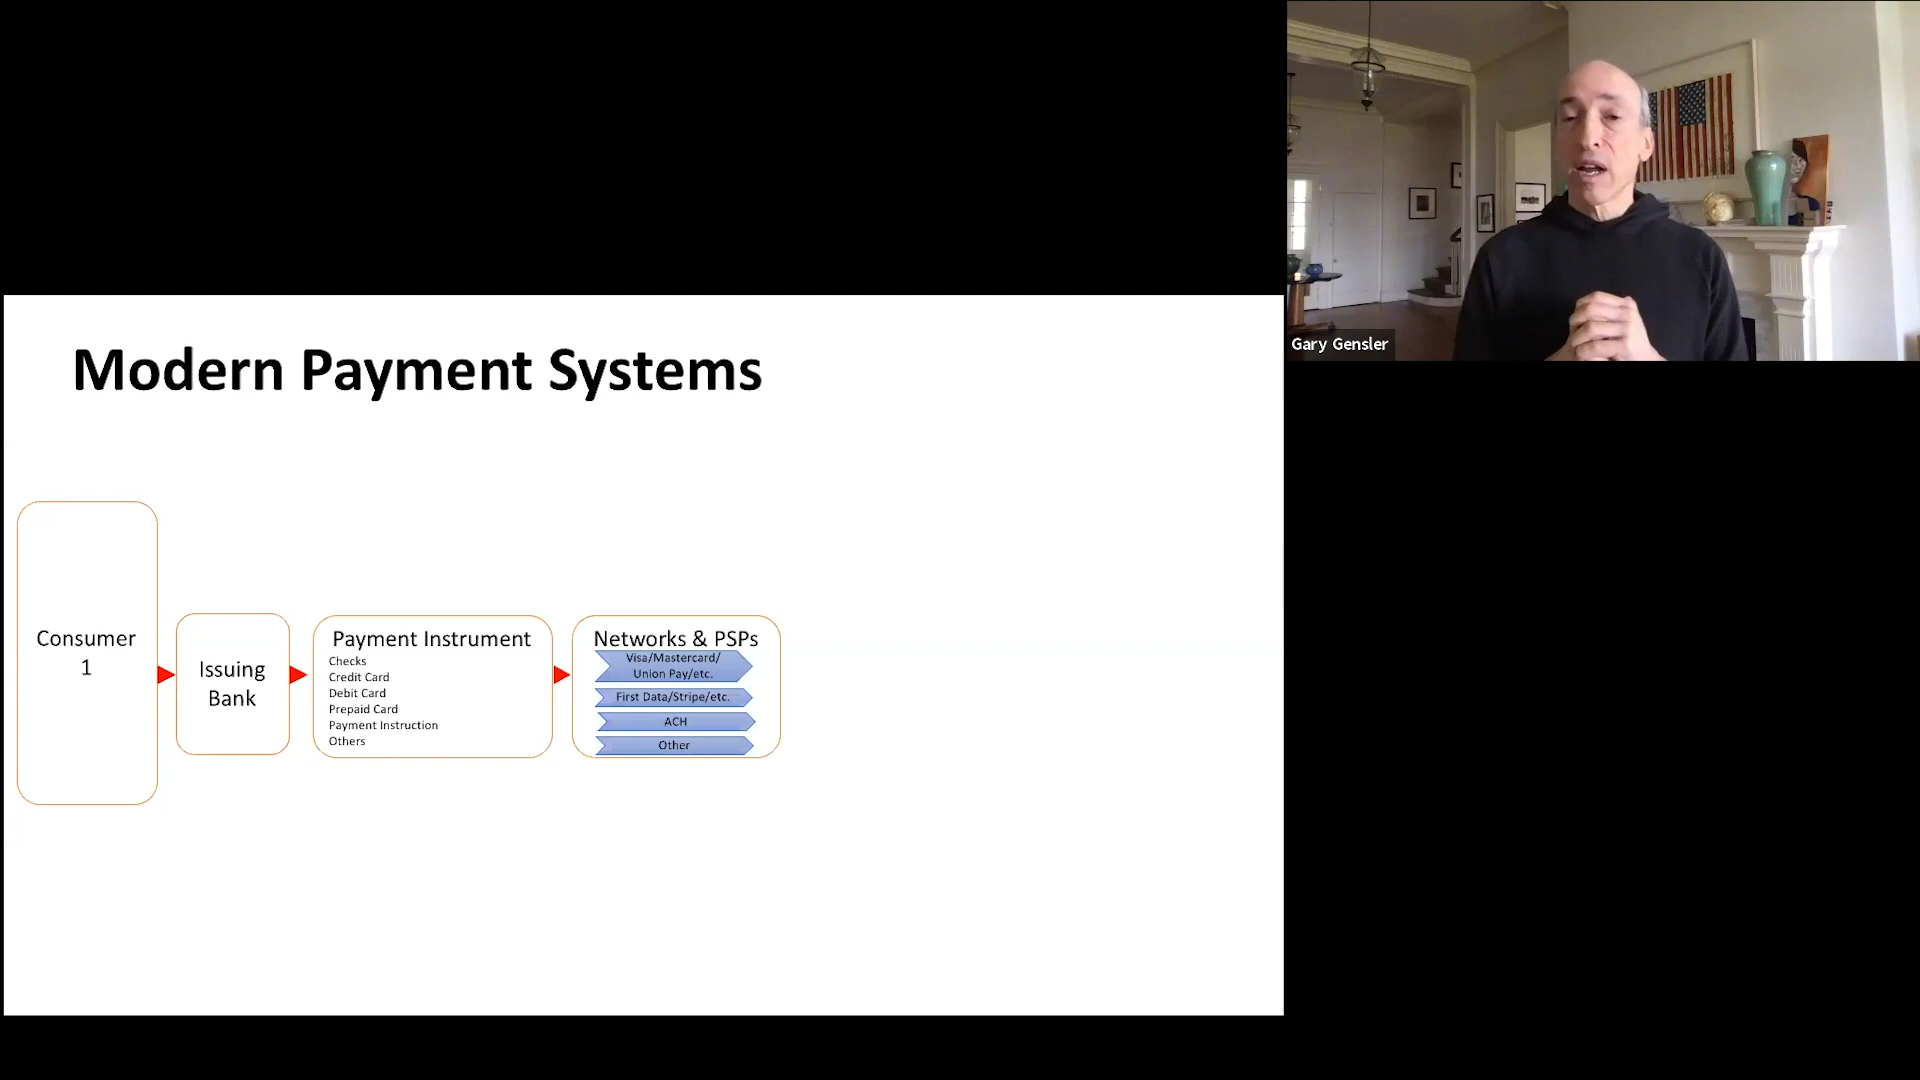 Modern Payment Systems
Consumer
1
Issuing
Bank
Payment Instrument
Checks
Credit Card
Debit Card
Prepaid Card
Payment Instruction
Others
Networks & PSPs
Visa/Mastercard/
Union Pay/etc.
First Data/Stripe/etc.
ACH
Other
Gary Gensler